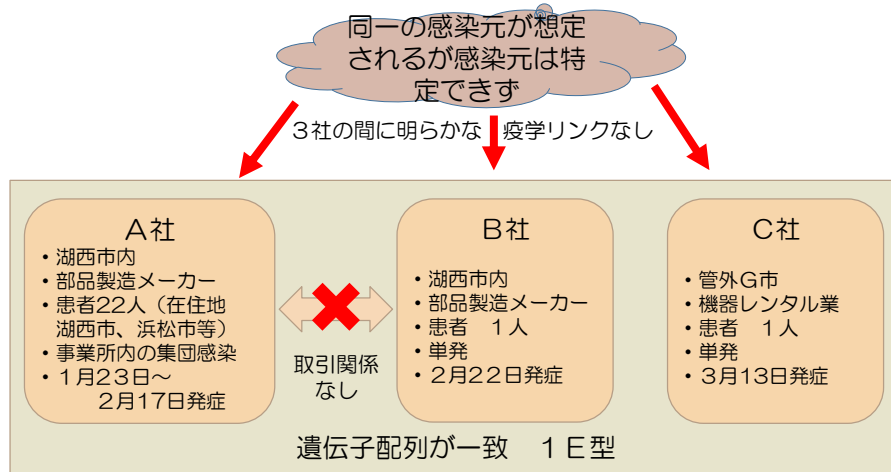 同一の感染元が想定
されるが感染元は特
定できず
３社の間に明らかな 疫学リンクなし
Ａ社
・湖西市内
・部品製造メーカー
・患者22人（在住地
湖西市、浜松市等）
・事業所内の集団感染
・１月23日～
２月17日発症
取引関係
なし
Ｂ社
・湖西市内
・部品製造メーカー
・患者　１人
・単発
・２月22日発症
Ｃ社
・管外Ｇ市
・機器レンタル業
・患者　１人
・単発
・３月13日発症
遺伝子配列が一致　１Ｅ型